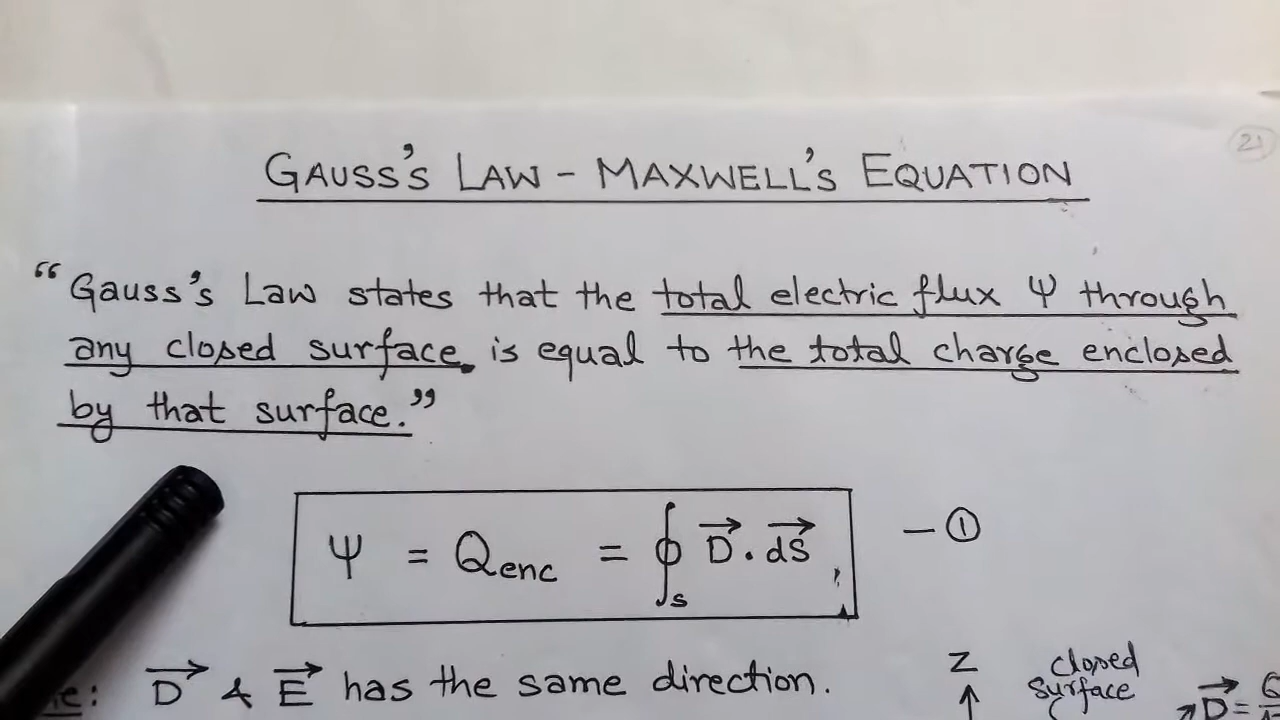 21
GAUSS'S LAW - MAXWELL'S EQUATION
“Gauss's Law states that the total electric flux Ψ through
any closed surface is equal to the total charge enclosed
by that surface.”
Ψ = Qenc = ∮s D⃗ . dS⃗ , - ①
D⃗ & E⃗ has the same direction.
Z
closed
surface
D⃗ =